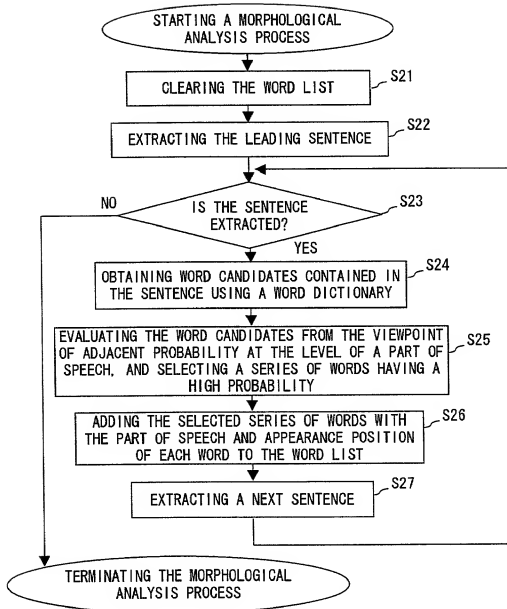 STARTING A MORPHOLOGICAL
ANALYSIS PROCESS
S21
CLEARING THE WORD LIST
S22
EXTRACTING THE LEADING SENTENCE
NO
S23
IS THE SENTENCE
EXTRACTED?
YES
S24
OBTAINING WORD CANDIDATES CONTAINED IN
THE SENTENCE USING A WORD DICTIONARY
EVALUATING THE WORD CANDIDATES FROM THE VIEWPOINT
OF ADJACENT PROBABILITY AT THE LEVEL OF A PART OF
SPEECH, AND SELECTING A SERIES OF WORDS HAVING A
HIGH PROBABILITY
S25
ADDING THE SELECTED SERIES OF WORDS WITH
THE PART OF SPEECH AND APPEARANCE POSITION
OF EACH WORD TO THE WORD LIST
S26
S27
EXTRACTING A NEXT SENTENCE
TERMINATING THE MORPHOLOGICAL
ANALYSIS PROCESS